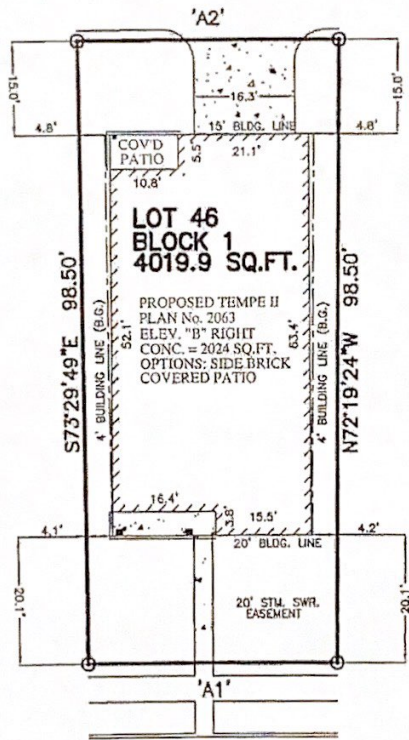 'A2'
15.0'
16.3'
15.0'
15' BLDG. LINE
4.8'
4.8'
COV'D
PATIO
5.5
21.1'
10.8'
LOT 46
BLOCK 1
4019.9 SQ.FT.
PROPOSED TEMPE II
PLAN No. 2063
ELEV. "B" RIGHT
CONC. = 2024 SQ.FT.
OPTIONS: SIDE BRICK
COVERED PATIO
S73°29'49"E 98.50'
4' BUILDING LINE (B.G.)
52.1'
63.4'
4' BUILDING LINE (B.G.)
N72°19'24"W 98.50'
16.4'
3.8'
15.5'
4.1'
4.2'
20' BLDG. LINE
20.1'
20' STM. SWR.
EASEMENT
20.1'
'A1'